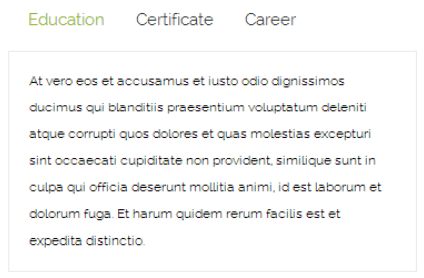 Education Certificate Career
At vero eos et accusamus et iusto odio dignissimos
ducimus qui blanditiis praesentium voluptatum deleniti
atque corrupti quos dolores et quas molestias excepturi
sint occaecati cupiditate non provident, similique sunt in
culpa qui officia deserunt mollitia animi, id est laborum et
dolorum fuga. Et harum quidem rerum facilis est et
expedita distinctio.